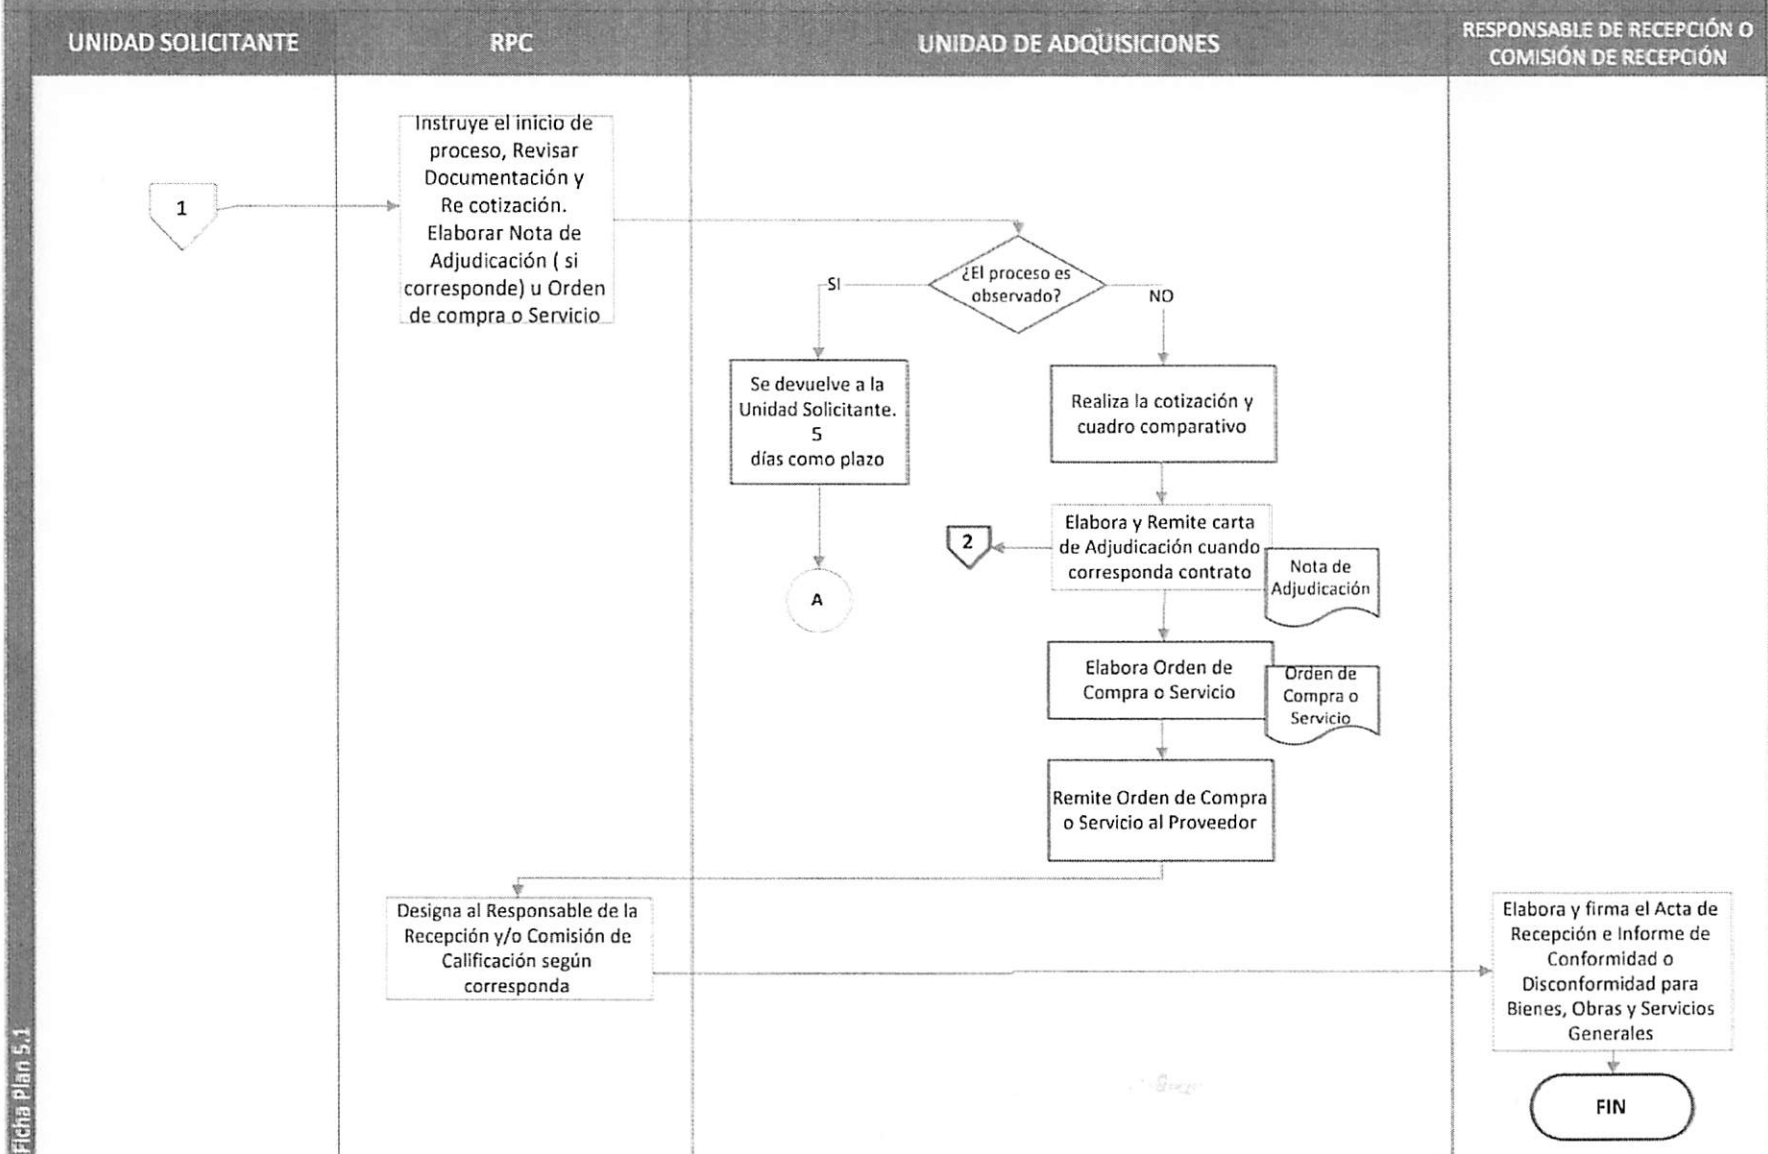 UNIDAD SOLICITANTE
RPC
UNIDAD DE ADQUISICIONES
RESPONSABLE DE RECEPCIÓN O
COMISIÓN DE RECEPCIÓN
1
Instruye el inicio de
proceso, Revisar
Documentación y
Re cotización.
Elaborar Nota de
Adjudicación ( si
corresponde) u Orden
de compra o Servicio
¿El proceso es
observado?
SI
NO
Se devuelve a la
Unidad Solicitante.
5
días como plazo
A
Realiza la cotización y
cuadro comparativo
Elabora y Remite carta
de Adjudicación cuando
corresponda contrato
2
Nota de
Adjudicación
Elabora Orden de
Compra o Servicio
Orden de
Compra o
Servicio
Remite Orden de Compra
o Servicio al Proveedor
Designa al Responsable de la
Recepción y/o Comisión de
Calificación según
corresponda
Elabora y firma el Acta de
Recepción e Informe de
Conformidad o
Disconformidad para
Bienes, Obras y Servicios
Generales
FIN
Ficha Plan 5.1